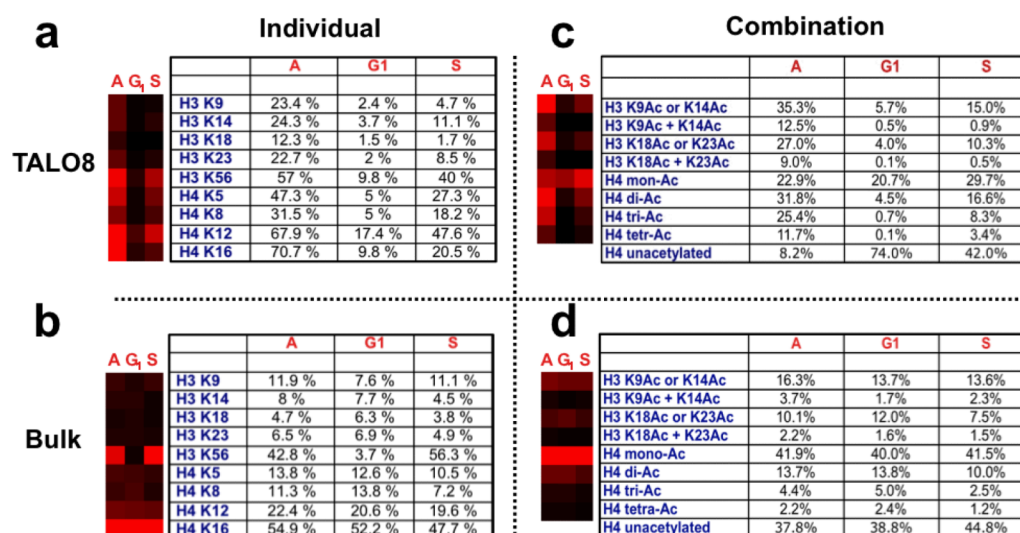 a
Individual
TALO8
A G1 S
A G1 S
H3 K9 23.4 % 2.4 % 4.7 %
H3 K14 24.3 % 3.7 % 11.1 %
H3 K18 12.3 % 1.5 % 1.7 %
H3 K23 22.7 % 2 % 8.5 %
H3 K56 57 % 9.8 % 40 %
H4 K5 47.3 % 5 % 27.3 %
H4 K8 31.5 % 5 % 18.2 %
H4 K12 67.9 % 17.4 % 47.6 %
H4 K16 70.7 % 9.8 % 20.5 %
c
Combination
A G1 S
A G1 S
H3 K9Ac or K14Ac 35.3% 5.7% 15.0%
H3 K9Ac + K14Ac 12.5% 0.5% 0.9%
H3 K18Ac or K23Ac 27.0% 4.0% 10.3%
H3 K18Ac + K23Ac 9.0% 0.1% 0.5%
H4 mon-Ac 22.9% 20.7% 29.7%
H4 di-Ac 31.8% 4.5% 16.6%
H4 tri-Ac 25.4% 0.7% 8.3%
H4 tetr-Ac 11.7% 0.1% 3.4%
H4 unacetylated 8.2% 74.0% 42.0%
b
Bulk
A G1 S
A G1 S
H3 K9 11.9 % 7.6 % 11.1 %
H3 K14 8 % 7.7 % 4.5 %
H3 K18 4.7 % 6.3 % 3.8 %
H3 K23 6.5 % 6.9 % 4.9 %
H3 K56 42.8 % 3.7 % 56.3 %
H4 K5 13.8 % 12.6 % 10.5 %
H4 K8 11.3 % 13.8 % 7.2 %
H4 K12 22.4 % 20.6 % 19.6 %
H4 K16 54.9 % 52.2 % 47.7 %
d
A G1 S
A G1 S
H3 K9Ac or K14Ac 16.3% 13.7% 13.6%
H3 K9Ac + K14Ac 3.7% 1.7% 2.3%
H3 K18Ac or K23Ac 10.1% 12.0% 7.5%
H3 K18Ac + K23Ac 2.2% 1.6% 1.5%
H4 mono-Ac 41.9% 40.0% 41.5%
H4 di-Ac 13.7% 13.8% 10.0%
H4 tri-Ac 4.4% 5.0% 2.5%
H4 tetra-Ac 2.2% 2.4% 1.2%
H4 unacetylated 37.8% 38.8% 44.8%